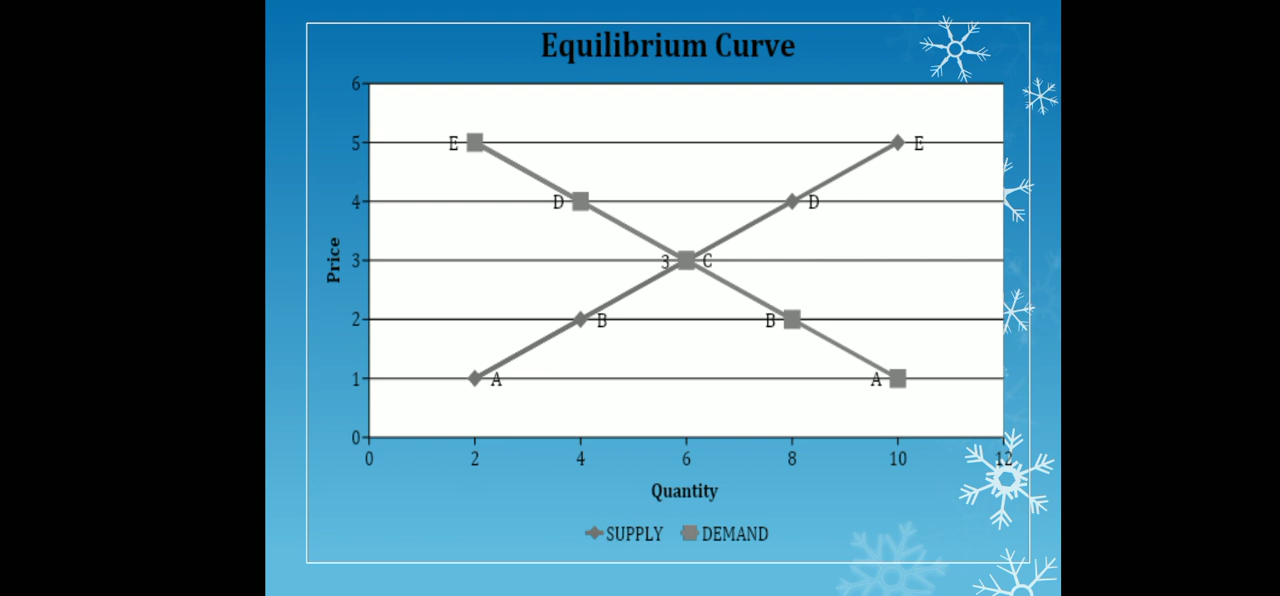 Equilibrium Curve
6
5
E
E
4
D
D
Price
3
3
C
2
B
B
1
A
A
0
0 2 4 6 8 10 12
Quantity
SUPPLY DEMAND